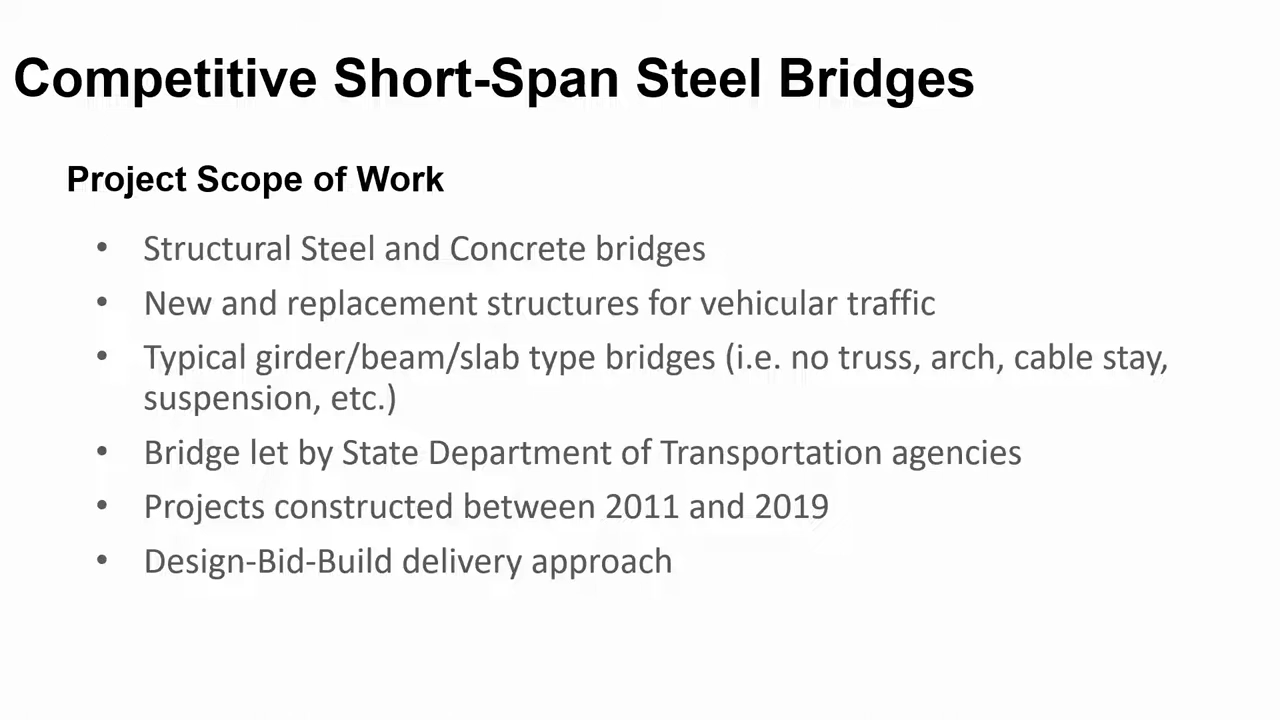 Competitive Short-Span Steel Bridges
Project Scope of Work
• Structural Steel and Concrete bridges
• New and replacement structures for vehicular traffic
• Typical girder/beam/slab type bridges (i.e. no truss, arch, cable stay,
suspension, etc.)
• Bridge let by State Department of Transportation agencies
• Projects constructed between 2011 and 2019
• Design-Bid-Build delivery approach